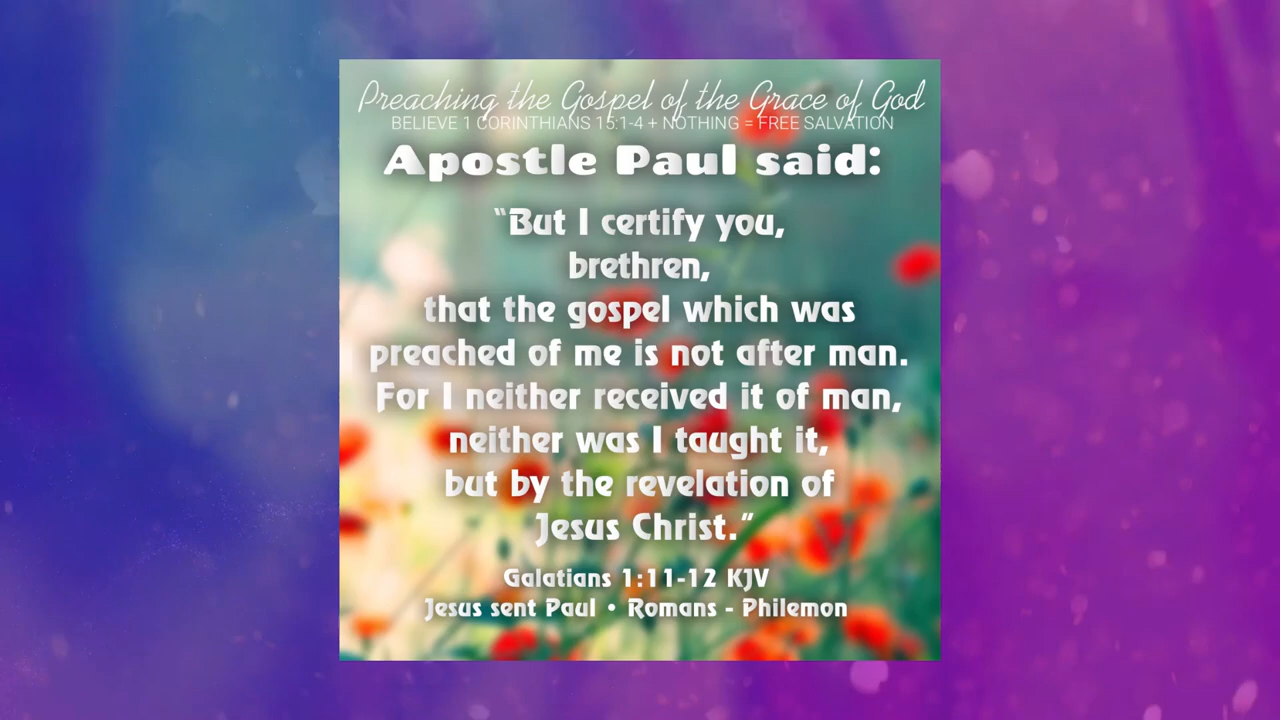 Preaching the Gospel of the Grace of God
BELIEVE 1 CORINTHIANS 15:1-4 + NOTHING = FREE SALVATION
Apostle Paul said:
"But I certify you,
brethren,
that the gospel which was
preached of me is not after man.
For I neither received it of man,
neither was I taught it,
but by the revelation of
Jesus Christ."
Galatians 1:11-12 KJV
Jesus sent Paul • Romans - Philemon